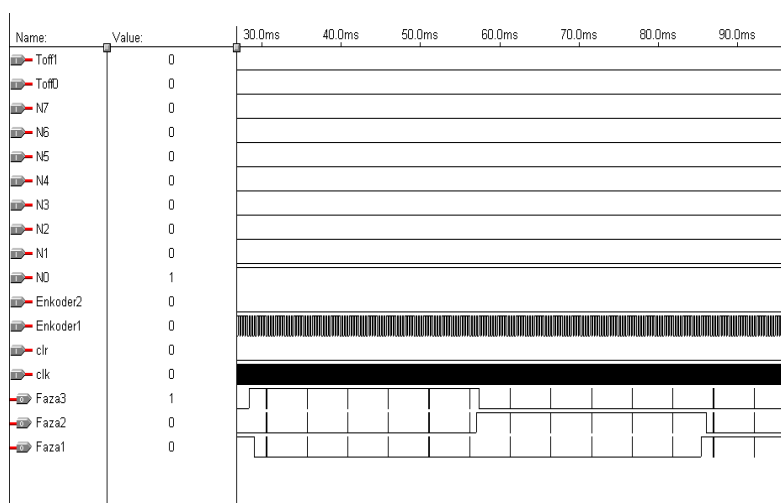 Name: Value: 30.0ms 40.0ms 50.0ms 60.0ms 70.0ms 80.0ms 90.0ms
Toff1 0
Toff0 0
N7 0
N6 0
N5 0
N4 0
N3 0
N2 0
N1 0
N0 1
Enkoder2 0
Enkoder1 0
clr 0
clk 0
Faza3 1
Faza2 0
Faza1 0